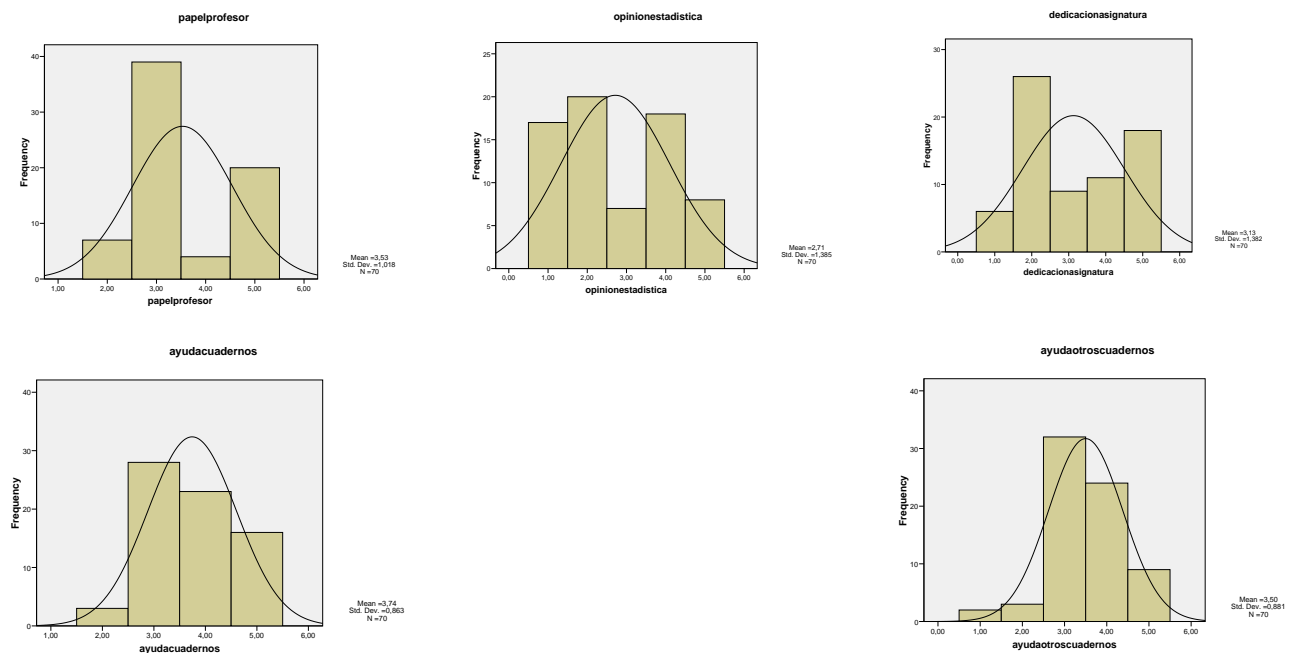 papelprofesor
40
30
20
10
0
Frequency
1,00 2,00 3,00 4,00 5,00 6,00
papelprofesor
Mean =3,53
Std. Dev. =1,018
N =70
opinionestadistica
25
20
15
10
5
0
Frequency
0,00 1,00 2,00 3,00 4,00 5,00 6,00
opinionestadistica
Mean =2,71
Std. Dev. =1,385
N =70
dedicacionasignatura
30
20
10
0
Frequency
0,00 1,00 2,00 3,00 4,00 5,00 6,00
dedicacionasignatura
Mean =3,13
Std. Dev. =1,382
N =70
ayudacuadernos
40
30
20
10
0
Frequency
1,00 2,00 3,00 4,00 5,00 6,00
ayudacuadernos
Mean =3,74
Std. Dev. =0,863
N =70
ayudaotroscuadernos
40
30
20
10
0
Frequency
0,00 1,00 2,00 3,00 4,00 5,00 6,00
ayudaotroscuadernos
Mean =3,50
Std. Dev. =0,881
N =70